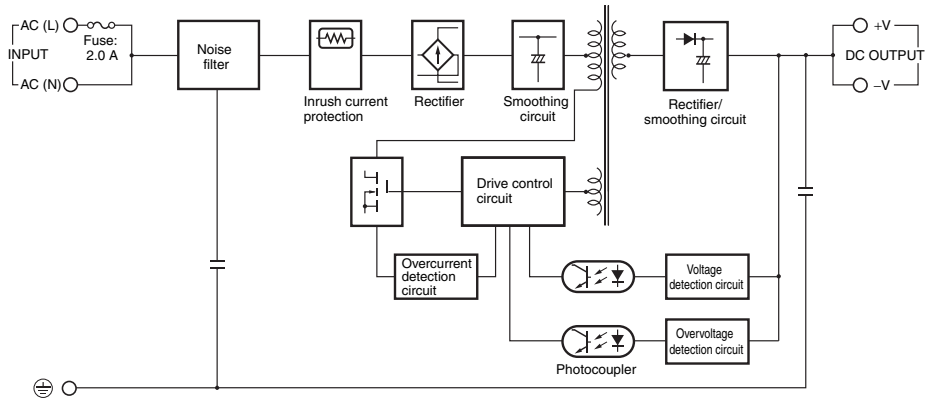 AC (L)
Fuse:
2.0 A
INPUT
AC (N)
Noise
filter
Inrush current
protection
Rectifier
Smoothing
circuit
Rectifier/
smoothing circuit
+V
DC OUTPUT
−V
Drive control
circuit
Overcurrent
detection
circuit
Voltage
detection circuit
Overvoltage
detection circuit
Photocoupler